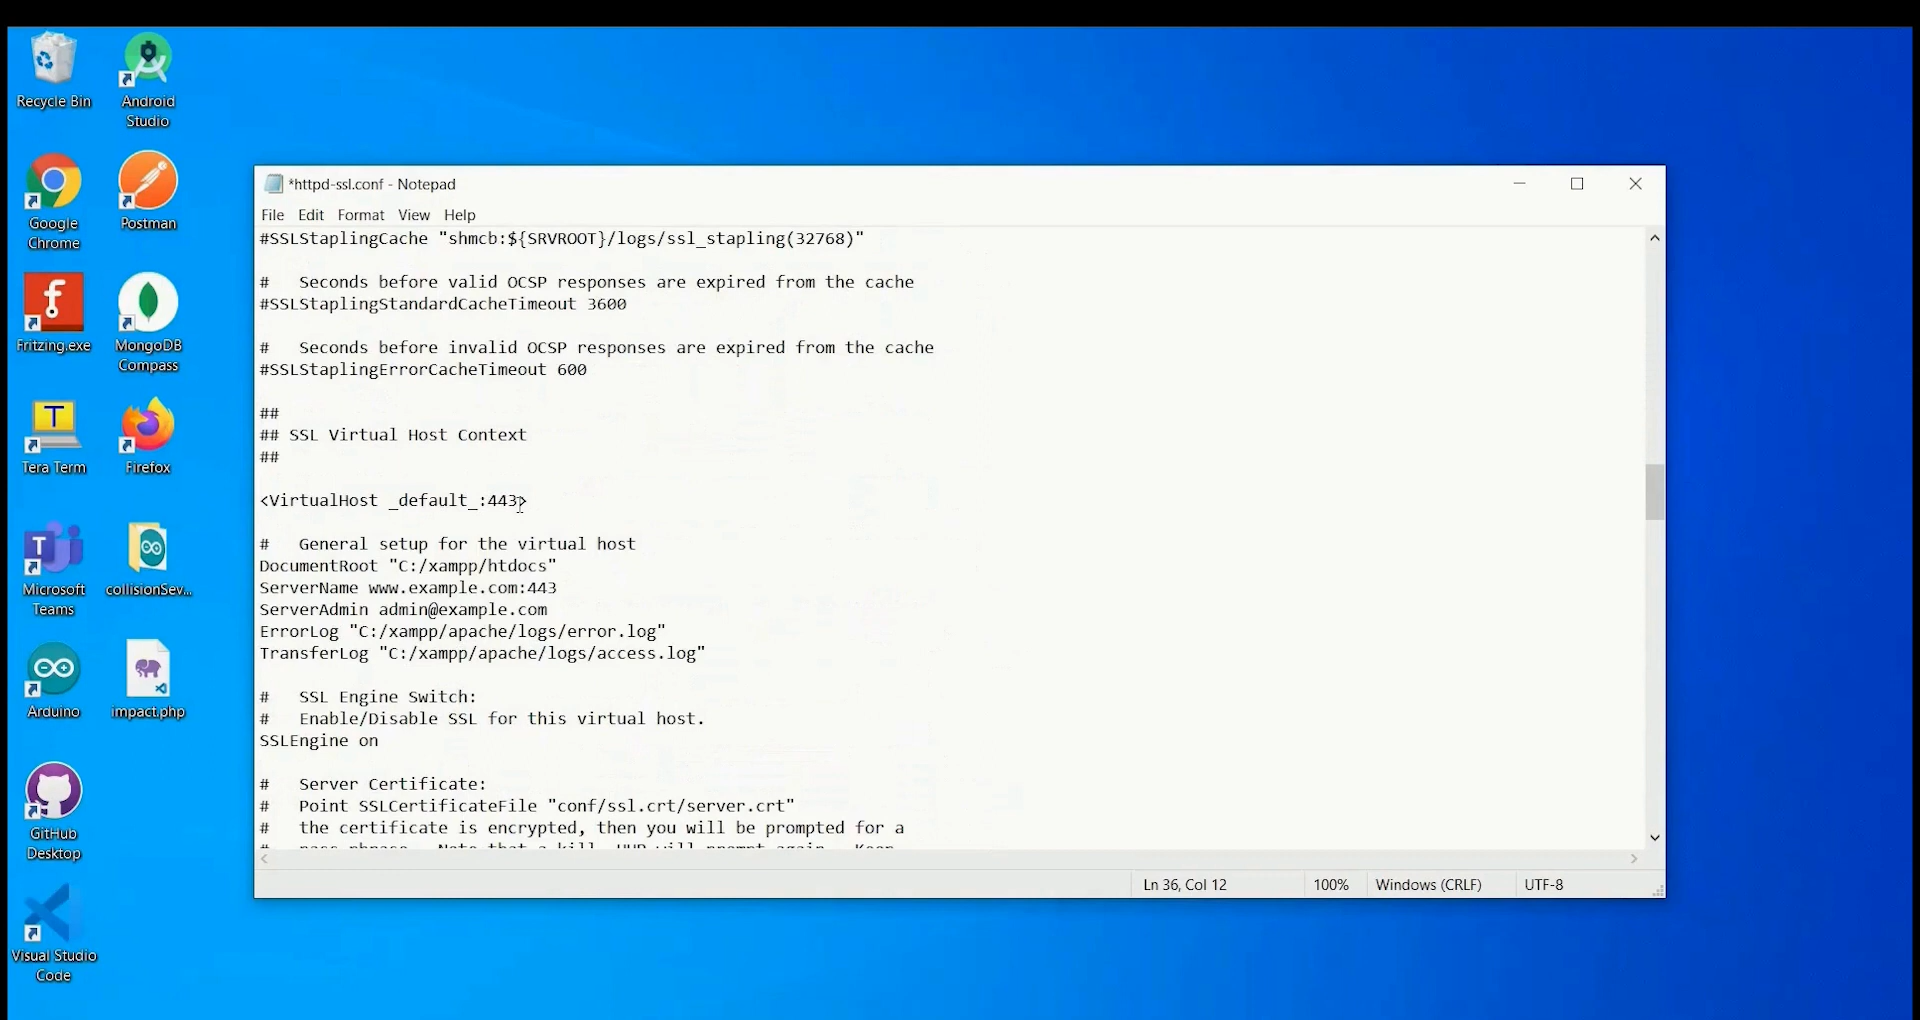 Recycle Bin
Android
Studio
Google
Chrome
Postman
Fritzing.exe
MongoDB
Compass
Tera Term
Firefox
Microsoft
Teams
collisionSev...
Arduino
impact.php
GitHub
Desktop
Visual Studio
Code
*httpd-ssl.conf - Notepad
File Edit Format View Help
#SSLStaplingCache "shmcb:${SRVROOT}/logs/ssl_stapling(32768)"
#   Seconds before valid OCSP responses are expired from the cache
#SSLStaplingStandardCacheTimeout 3600
#   Seconds before invalid OCSP responses are expired from the cache
#SSLStaplingErrorCacheTimeout 600
##
## SSL Virtual Host Context
##
<VirtualHost _default_:443>
#   General setup for the virtual host
DocumentRoot "C:/xampp/htdocs"
ServerName www.example.com:443
ServerAdmin admin@example.com
ErrorLog "C:/xampp/apache/logs/error.log"
TransferLog "C:/xampp/apache/logs/access.log"
#   SSL Engine Switch:
#   Enable/Disable SSL for this virtual host.
SSLEngine on
#   Server Certificate:
#   Point SSLCertificateFile "conf/ssl.crt/server.crt"
#   the certificate is encrypted, then you will be prompted for a
Ln 36, Col 12 100% Windows (CRLF) UTF-8